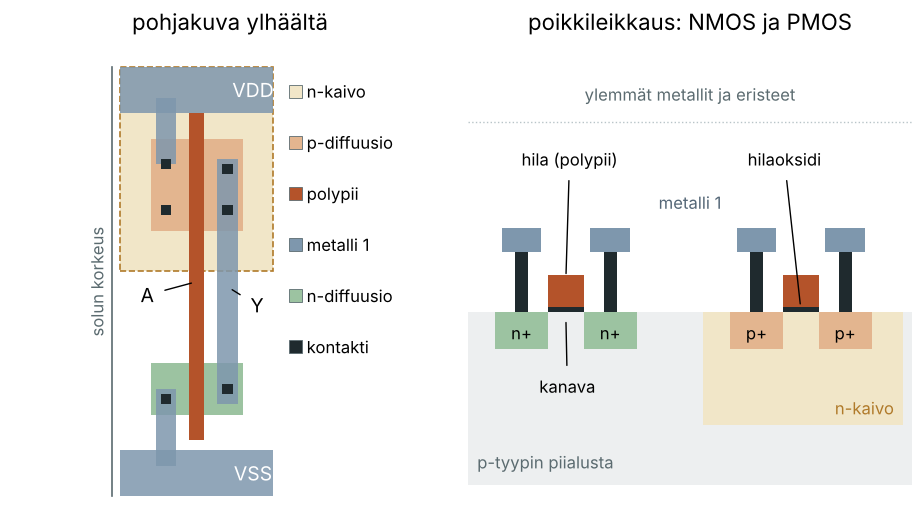 pohjakuva ylhäältä
VDD
solun korkeus
A
Y
VSS
n-kaivo
p-diffuusio
polypii
metalli 1
n-diffuusio
kontakti
poikkileikkaus: NMOS ja PMOS
ylemmät metallit ja eristeet
hila (polypii)
hilaoksidi
metalli 1
n+
n+
p+
p+
kanava
n-kaivo
p-tyypin piialusta